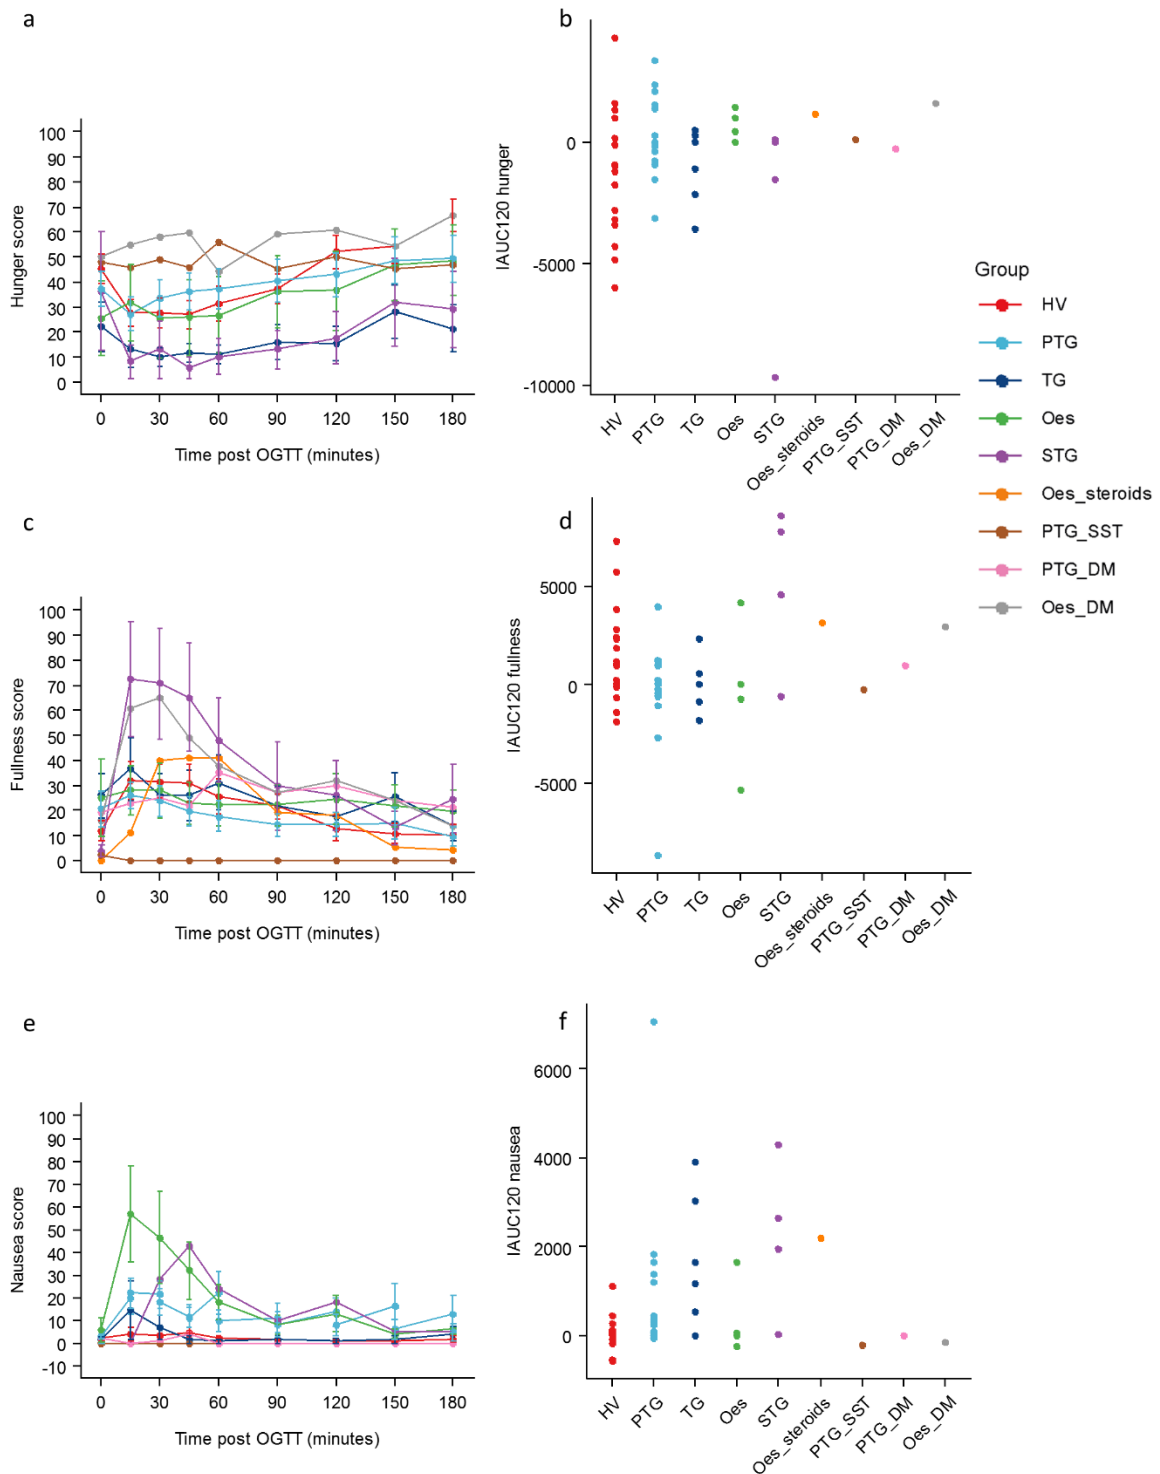 a
Hunger score
100
90
80
70
60
50
40
30
20
10
0
0 30 60 90 120 150 180
Time post OGTT (minutes)
b
IAUC120 hunger
0
-5000
-10000
HV PTG TG Oes STG Oes_steroids PTG_SST PTG_DM Oes_DM
Group
HV
PTG
TG
Oes
STG
Oes_steroids
PTG_SST
PTG_DM
Oes_DM
c
Fullness score
100
90
80
70
60
50
40
30
20
10
0
0 30 60 90 120 150 180
Time post OGTT (minutes)
d
IAUC120 fullness
5000
0
-5000
HV PTG TG Oes STG Oes_steroids PTG_SST PTG_DM Oes_DM
e
Nausea score
100
90
80
70
60
50
40
30
20
10
0
-10
0 30 60 90 120 150 180
Time post OGTT (minutes)
f
IAUC120 nausea
6000
4000
2000
0
HV PTG TG Oes STG Oes_steroids PTG_SST PTG_DM Oes_DM